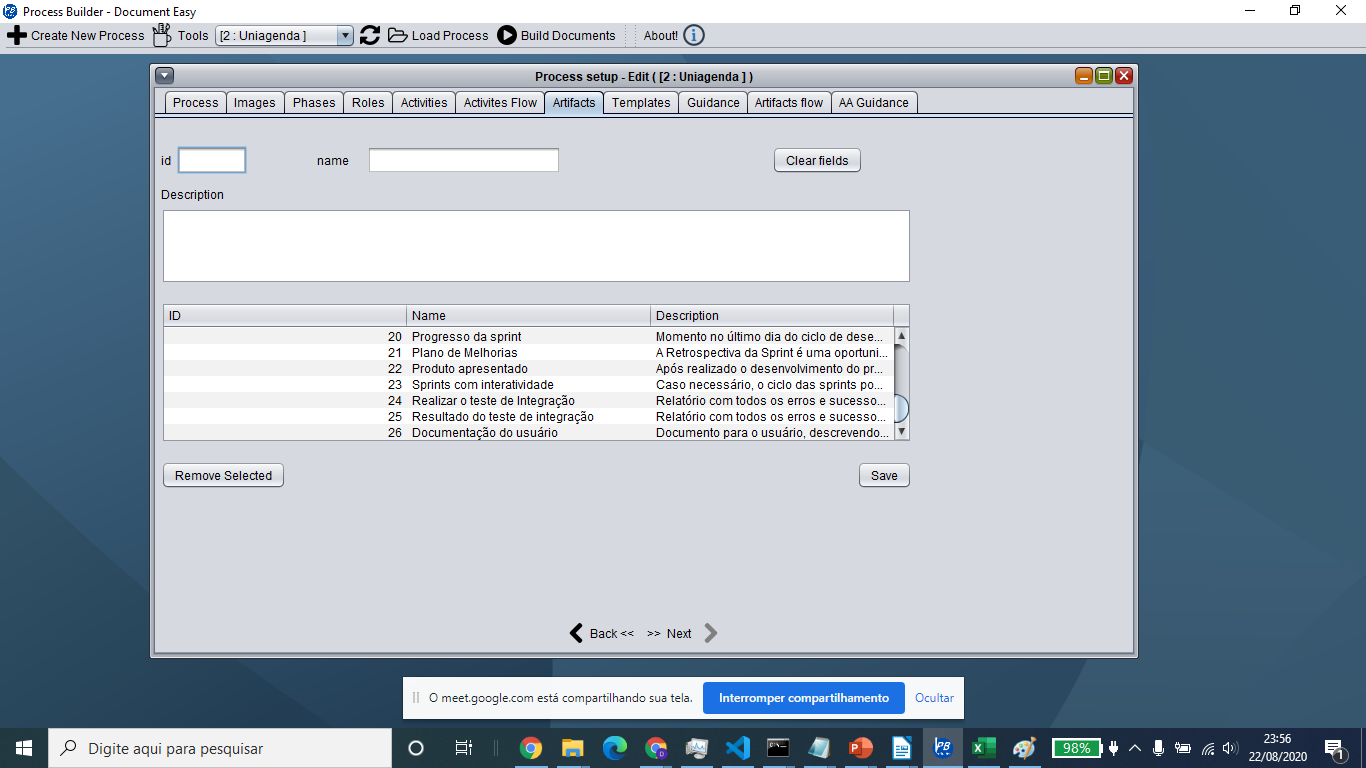 Process Builder - Document Easy
Create New Process Tools [2 : Uniagenda ] Load Process Build Documents About!
Process setup - Edit ( [2 : Uniagenda ] )
Process Images Phases Roles Activities Activites Flow Artifacts Templates Guidance Artifacts flow AA Guidance
id name Clear fields
Description
ID Name Description
20 Progresso da sprint Momento no último dia do ciclo de dese...
21 Plano de Melhorias A Retrospectiva da Sprint é uma oportuni...
22 Produto apresentado Após realizado o desenvolvimento do pr...
23 Sprints com interatividade Caso necessário, o ciclo das sprints po...
24 Realizar o teste de Integração Relatório com todos os erros e sucesso...
25 Resultado do teste de integração Relatório com todos os erros e sucesso...
26 Documentação do usuário Documento para o usuário, descrevendo...
Remove Selected Save
Back << >> Next
O meet.google.com está compartilhando sua tela. Interromper compartilhamento Ocultar
Digite aqui para pesquisar 98% 23:56
22/08/2020